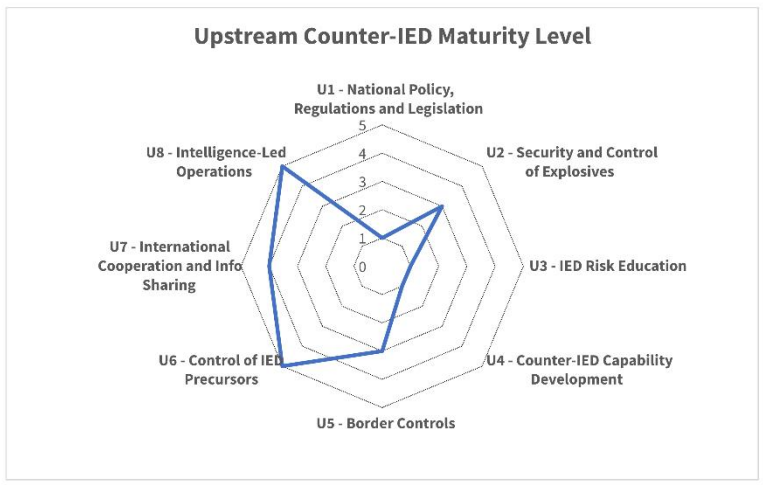 Upstream Counter-IED Maturity Level
U1 - National Policy,
Regulations and Legislation
U2 - Security and Control
of Explosives
U3 - IED Risk Education
U4 - Counter-IED Capability
Development
U5 - Border Controls
U6 - Control of IED
Precursors
U7 - International
Cooperation and Info
Sharing
U8 - Intelligence-Led
Operations
5
4
3
2
1
0